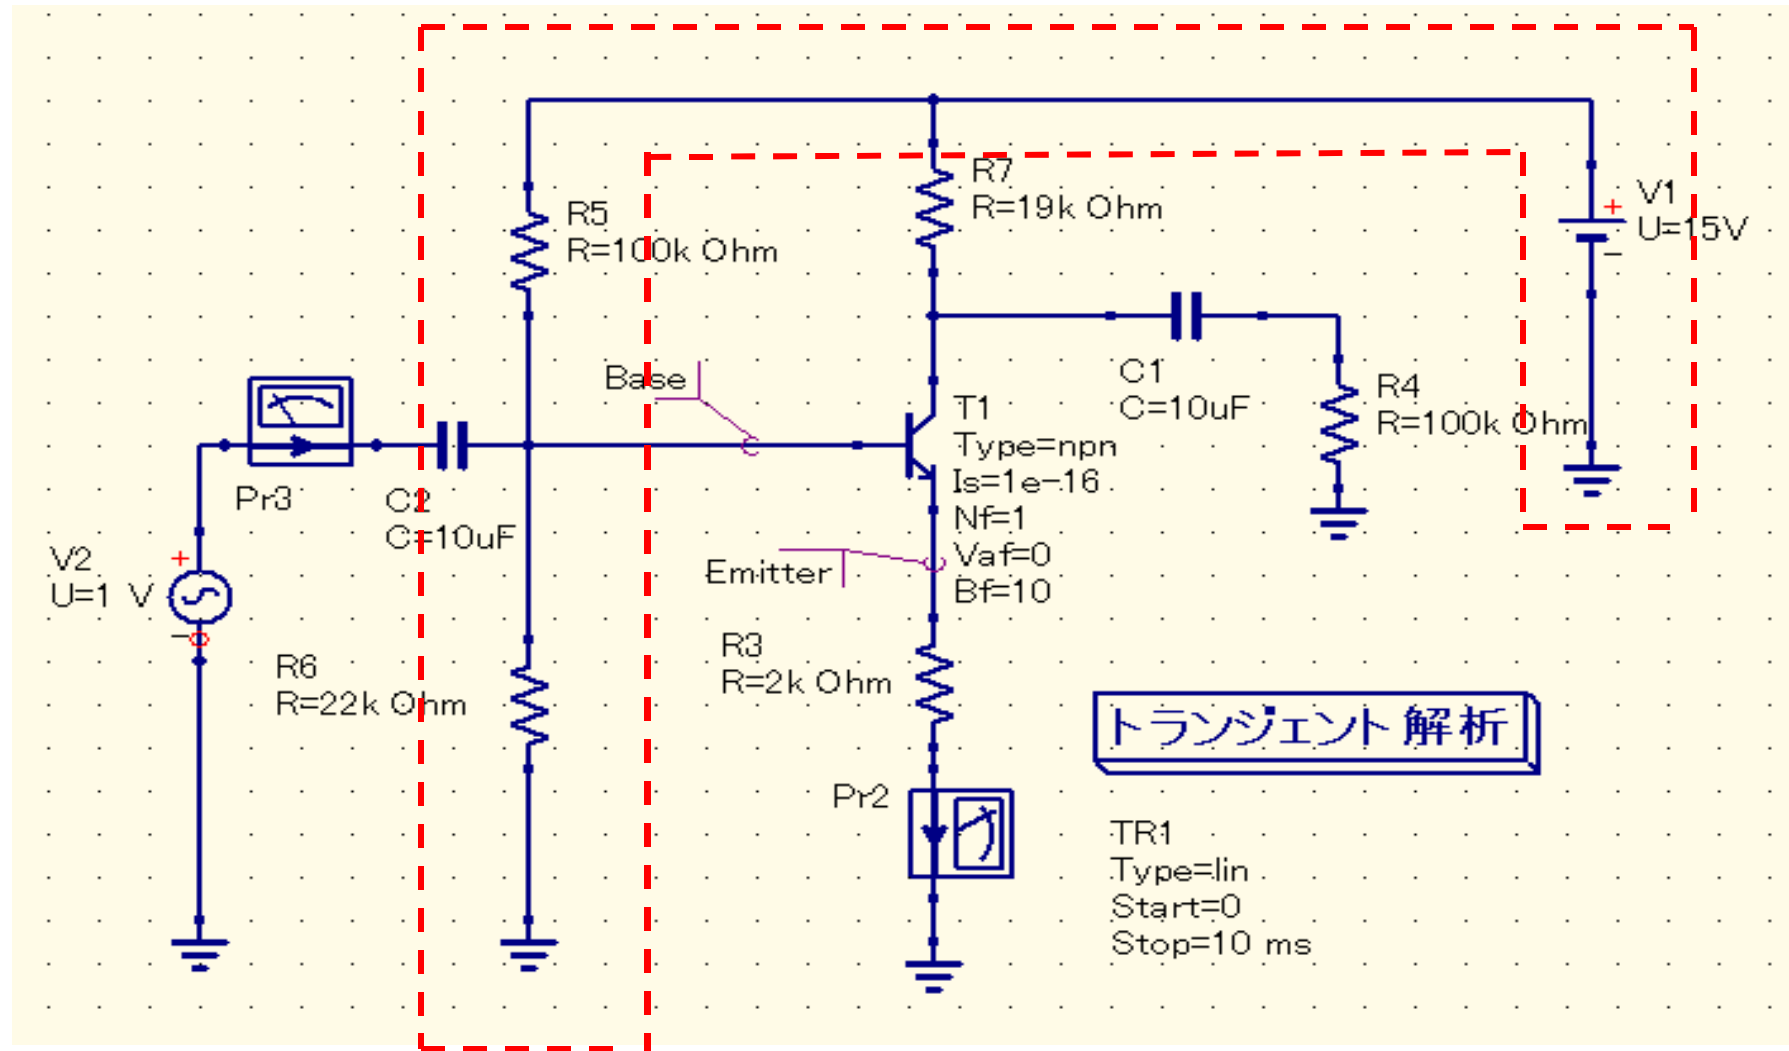 R7
R=19k Ohm
V1
U=15V
R5
R=100k Ohm
Base
C1
C=10uF
R4
R=100k Ohm
T1
Type=npn
Is=1e-16
Nf=1
Vaf=0
Bf=10
Pr3
C2
C=10uF
V2
U=1 V
Emitter
R6
R=22k Ohm
R3
R=2k Ohm
トランジェント解析
Pr2
TR1
Type=lin
Start=0
Stop=10 ms